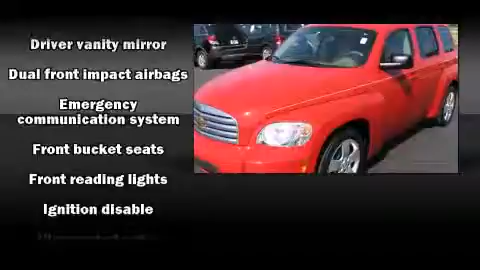 Driver vanity mirror
Dual front impact airbags
Emergency
communication system
Front bucket seats
Front reading lights
Ignition disable